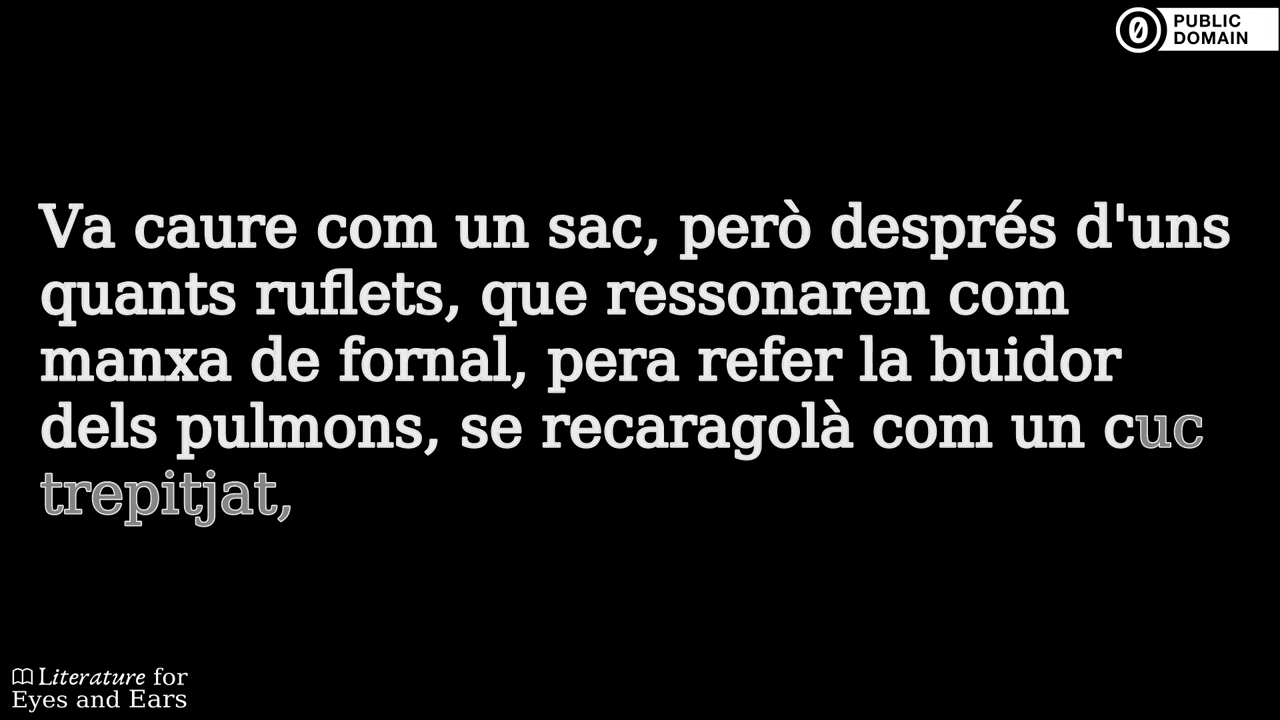 PUBLIC
DOMAIN
Va caure com un sac, però després d'uns
quants ruflets, que ressonaren com
manxa de fornal, pera refer la buidor
dels pulmons, se recaragolà com un cuc
trepitjat,
Literature for
Eyes and Ears